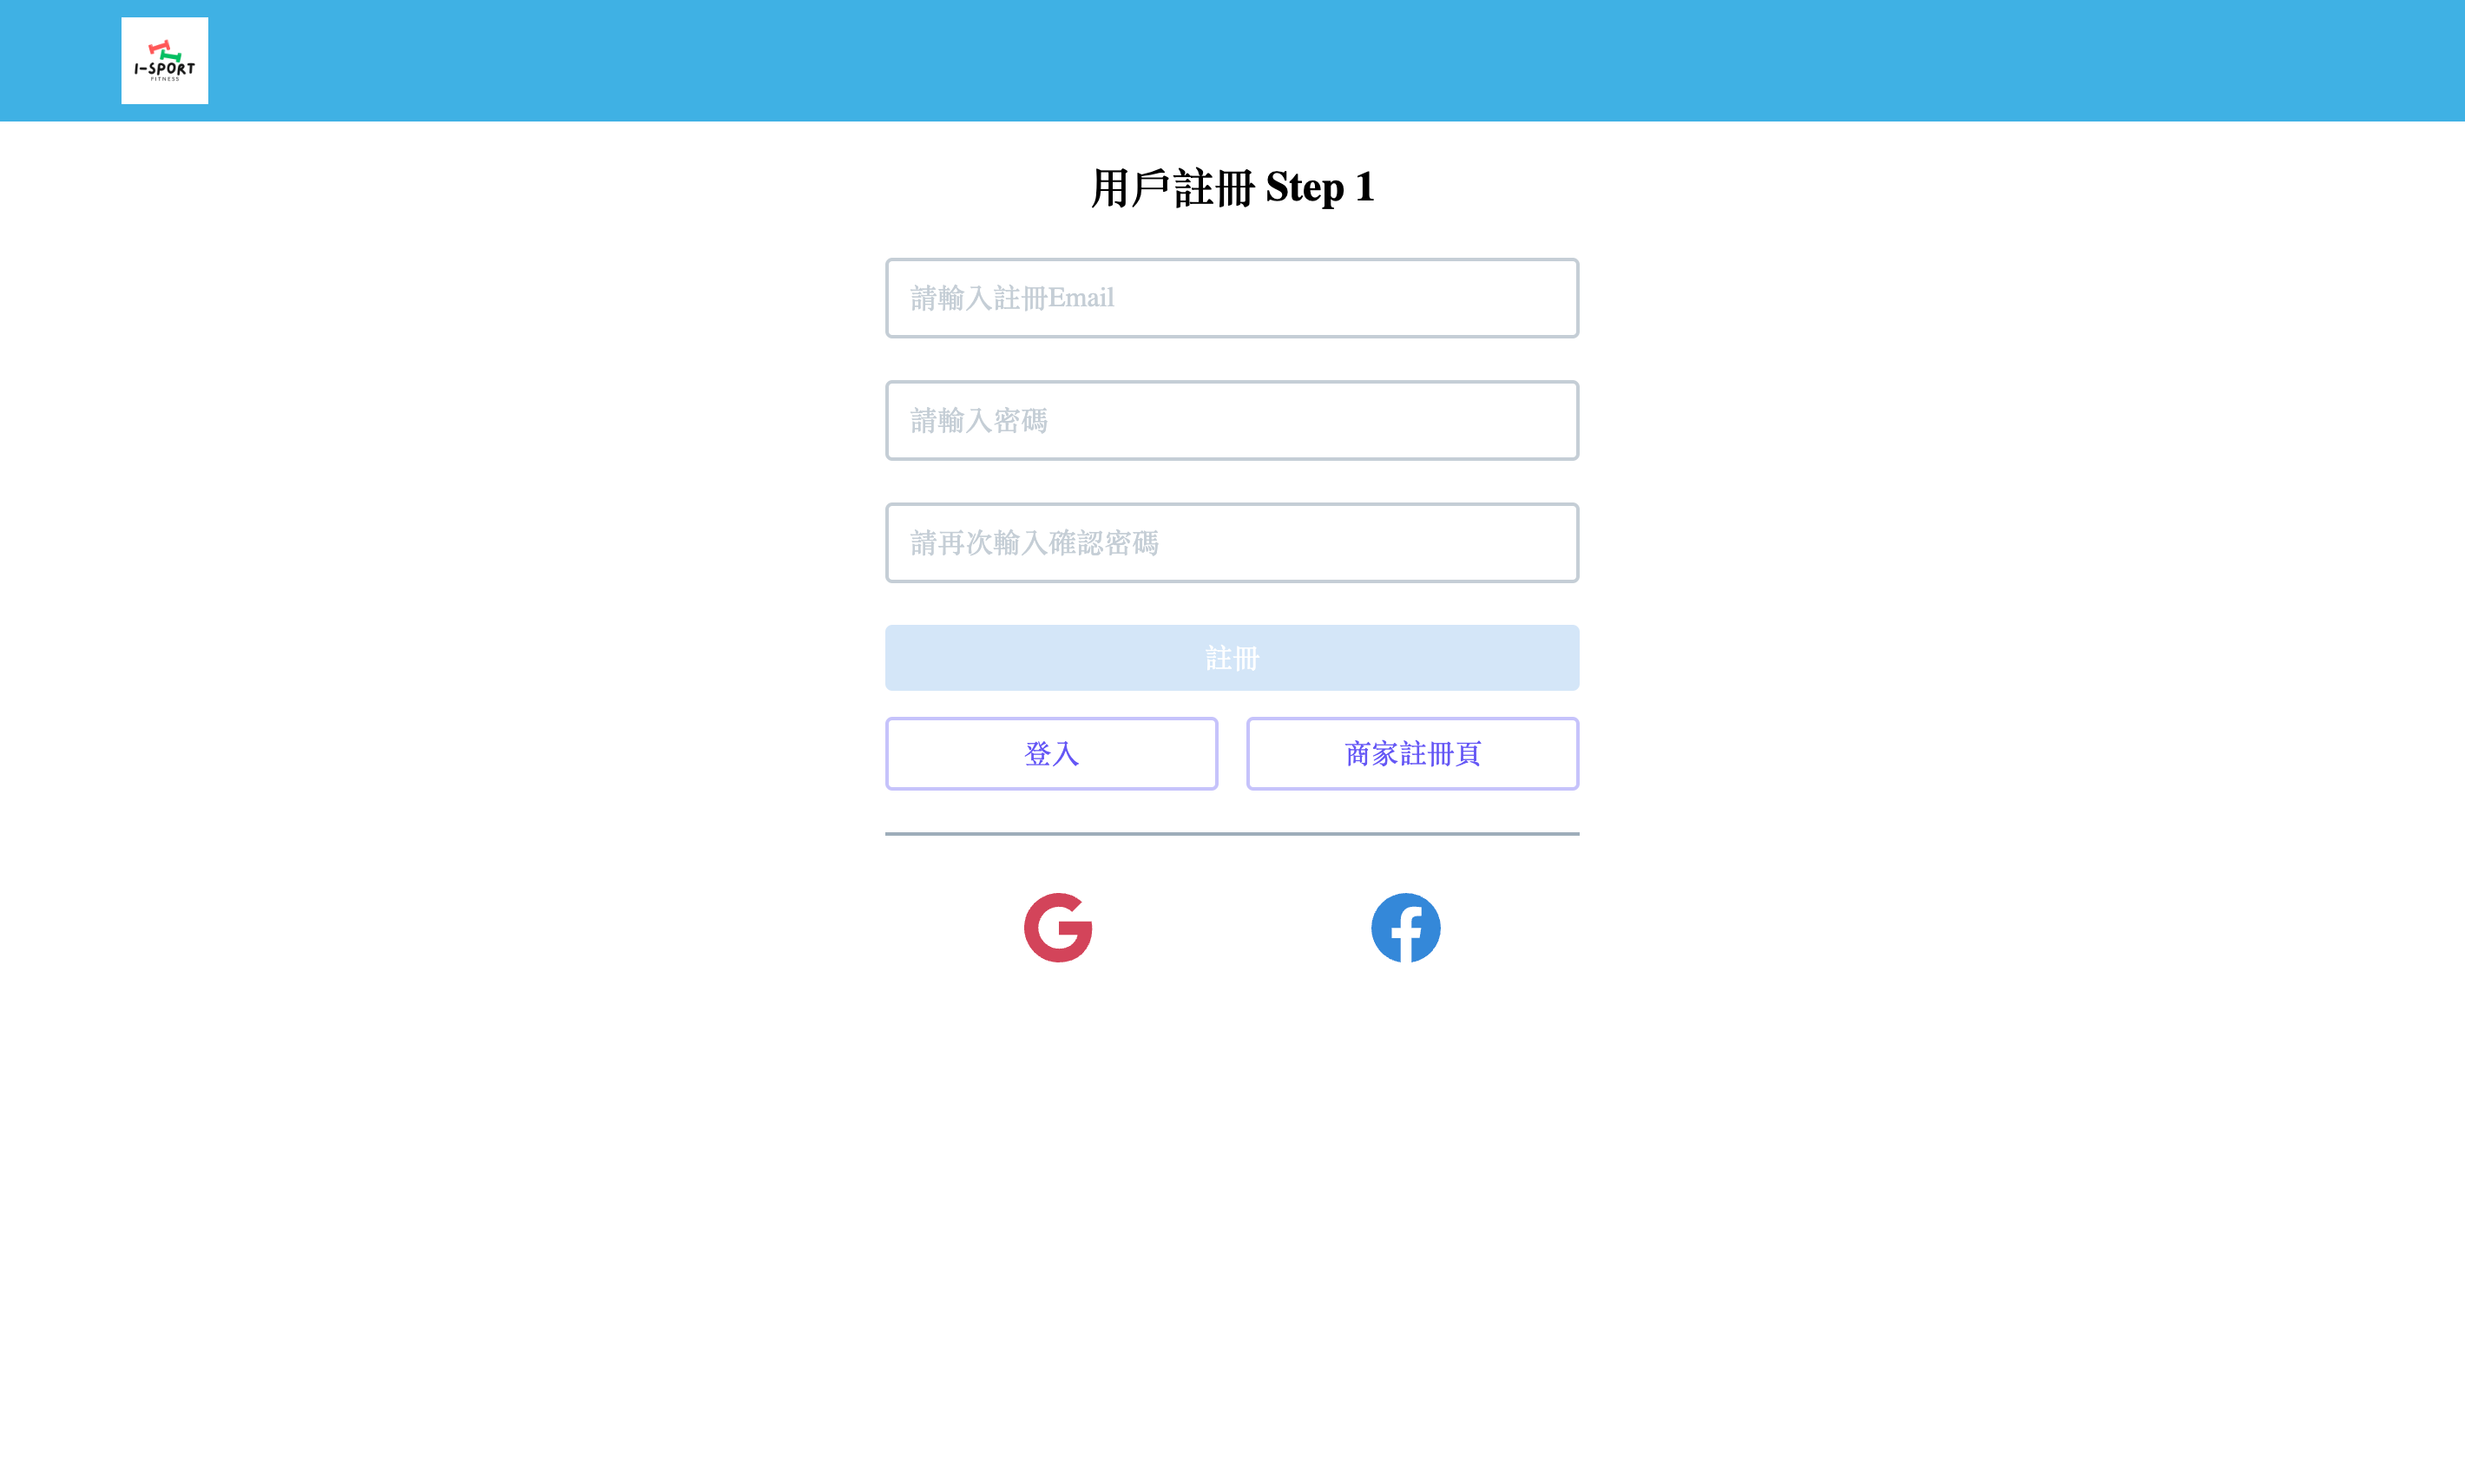 I-SPORT
FITNESS
用戶註冊 Step 1
請輸入註冊Email
請輸入密碼
請再次輸入確認密碼
註冊
登入
商家註冊頁